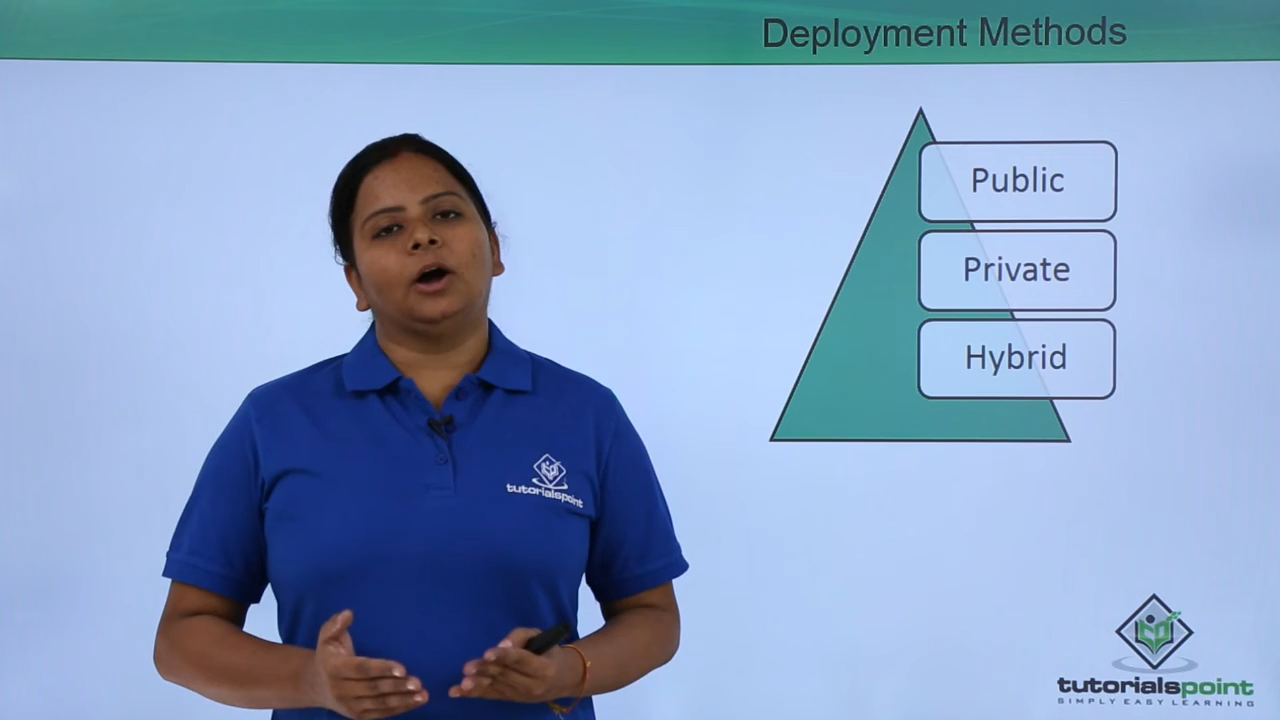 Deployment Methods
Public
Private
Hybrid
tutorialspoint
tutorialspoint
SIMPLY EASY LEARNING